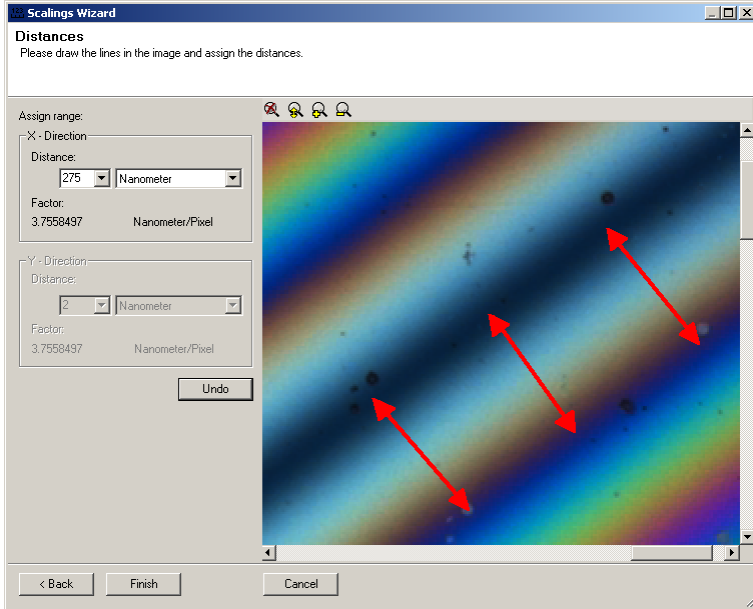 Scalings Wizard
Distances
Please draw the lines in the image and assign the distances.
Assign range:
X - Direction
Distance:
275 Nanometer
Factor:
3.7558497 Nanometer/Pixel
Y - Direction
Distance:
2 Nanometer
Factor:
3.7558497 Nanometer/Pixel
Undo
< Back Finish Cancel